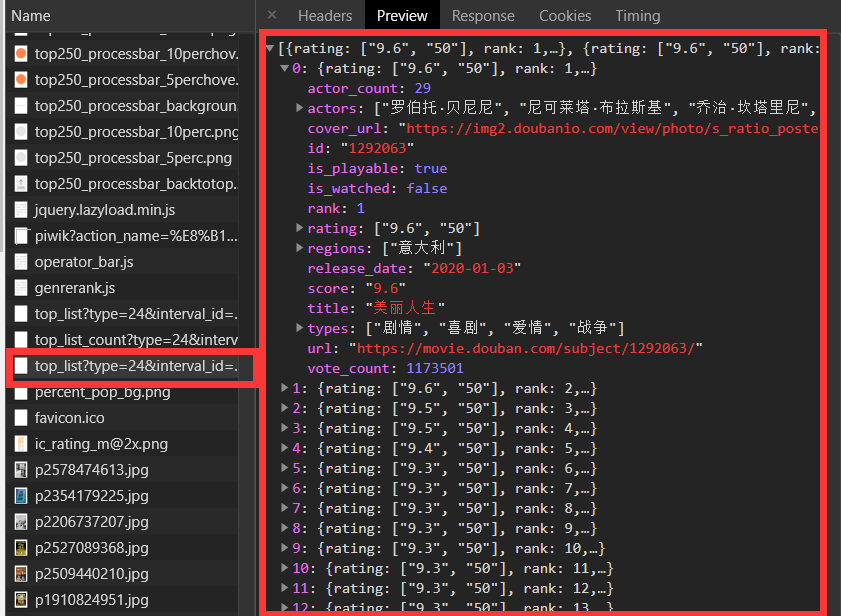 Name
× Headers Preview Response Cookies Timing
top250_processbar_10perchov.
top250_processbar_5perchove.
top250_processbar_backgroun.
top250_processbar_10perc.png
top250_processbar_5perc.png
top250_processbar_backtotop..
jquery.lazyload.min.js
piwik?action_name=%E8%B1...
operator_bar.js
genrerank.js
top_list?type=24&interval_id=.
top_list_count?type=24&interv
top_list?type=24&interval_id=.
percent_pop_bg.png
favicon.ico
ic_rating_m@2x.png
p2578474613.jpg
p2354179225.jpg
p2206737207.jpg
p2527089368.jpg
p2509440210.jpg
p1910824951.jpg
[{rating: ["9.6", "50"], rank: 1,…}, {rating: ["9.6", "50"], rank:
0: {rating: ["9.6", "50"], rank: 1,…}
actor_count: 29
actors: ["罗伯托·贝尼尼", "尼可莱塔·布拉斯基", "乔治·坎塔里尼",
cover_url: "https://img2.doubanio.com/view/photo/s_ratio_poste
id: "1292063"
is_playable: true
is_watched: false
rank: 1
rating: ["9.6", "50"]
regions: ["意大利"]
release_date: "2020-01-03"
score: "9.6"
title: "美丽人生"
types: ["剧情", "喜剧", "爱情", "战争"]
url: "https://movie.douban.com/subject/1292063/"
vote_count: 1173501
1: {rating: ["9.6", "50"], rank: 2,…}
2: {rating: ["9.5", "50"], rank: 3,…}
3: {rating: ["9.5", "50"], rank: 4,…}
4: {rating: ["9.4", "50"], rank: 5,…}
5: {rating: ["9.3", "50"], rank: 6,…}
6: {rating: ["9.3", "50"], rank: 7,…}
7: {rating: ["9.3", "50"], rank: 8,…}
8: {rating: ["9.3", "50"], rank: 9,…}
9: {rating: ["9.3", "50"], rank: 10,…}
10: {rating: ["9.3", "50"], rank: 11,…}
11: {rating: ["9.3", "50"], rank: 12,…}
12: {rating: ["9.3", "50"], rank: 13,…}